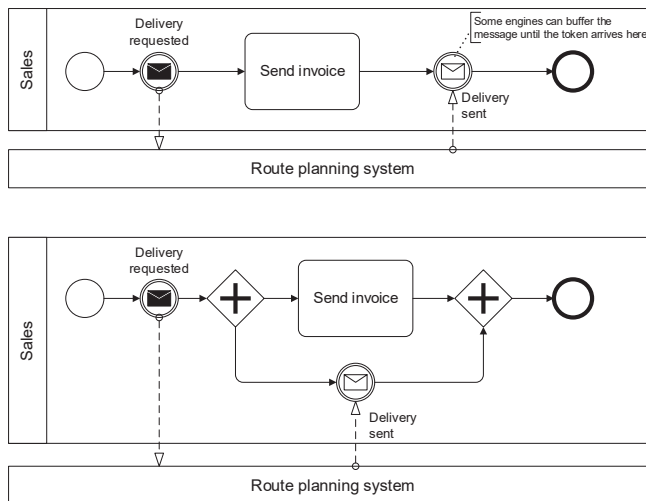 Delivery
requested
Some engines can buffer the
message until the token arrives here
Sales
Send invoice
Delivery
sent
Route planning system
Delivery
requested
Sales
Send invoice
Delivery
sent
Route planning system